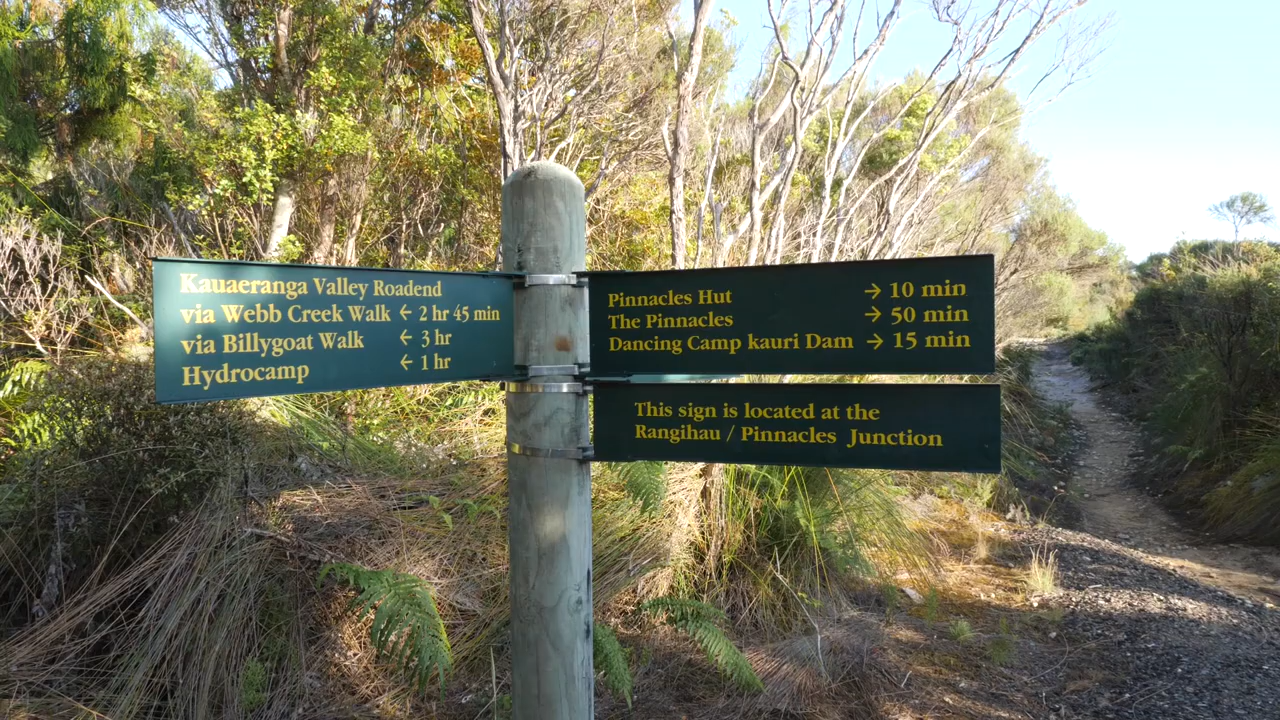 Kauaeranga Valley Roadend
via Webb Creek Walk ← 2 hr 45 min
via Billygoat Walk ← 3 hr
Hydrocamp ← 1 hr
Pinnacles Hut → 10 min
The Pinnacles → 50 min
Dancing Camp kauri Dam → 15 min
This sign is located at the
Rangihau / Pinnacles Junction